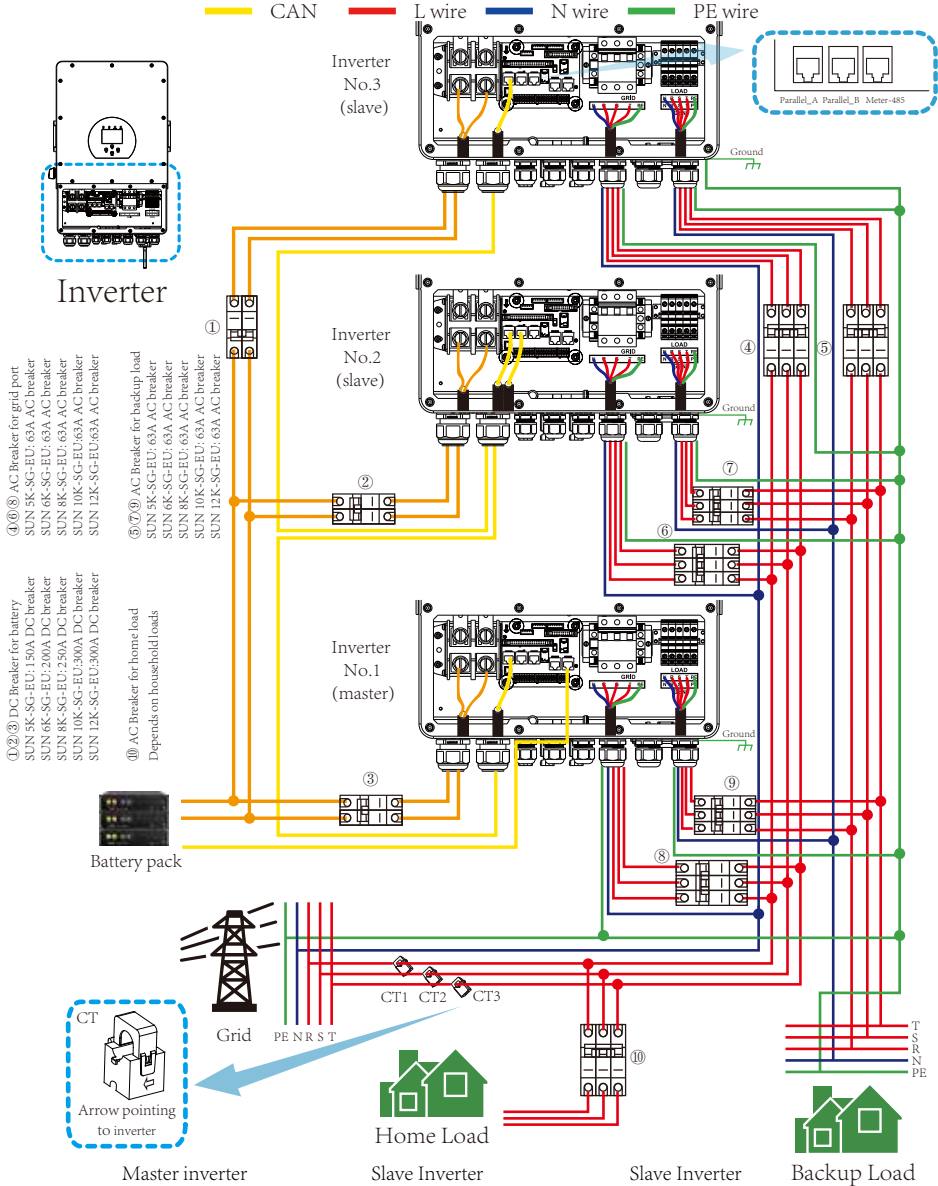 CAN
L wire
N wire
PE wire
Inverter
No.3
(slave)
GRID
LOAD
Ground
Parallel_A Parallel_B Meter-485
Inverter
①
Inverter
No.2
(slave)
GRID
LOAD
Ground
④
⑤
②
⑦
⑥
④⑥⑧ AC Breaker for grid port
SUN 5K-SG-EU: 63A AC breaker
SUN 6K-SG-EU: 63A AC breaker
SUN 8K-SG-EU: 63A AC breaker
SUN 10K-SG-EU:63A AC breaker
SUN 12K-SG-EU:63A AC breaker
⑤⑦⑨ AC Breaker for backup load
SUN 5K-SG-EU: 63A AC breaker
SUN 6K-SG-EU: 63A AC breaker
SUN 8K-SG-EU: 63A AC breaker
SUN 10K-SG-EU: 63A AC breaker
SUN 12K-SG-EU: 63A AC breaker
①②③ DC Breaker for battery
SUN 5K-SG-EU: 150A DC breaker
SUN 6K-SG-EU: 200A DC breaker
SUN 8K-SG-EU: 250A DC breaker
SUN 10K-SG-EU:300A DC breaker
SUN 12K-SG-EU:300A DC breaker
⑩ AC Breaker for home load
Depends on household loads
Inverter
No.1
(master)
GRID
LOAD
Ground
③
⑨
⑧
Battery pack
CT1
CT2
CT3
Grid
PE N R S T
CT
Arrow pointing
to inverter
⑩
Home Load
T
S
R
N
PE
Backup Load
Master inverter
Slave Inverter
Slave Inverter